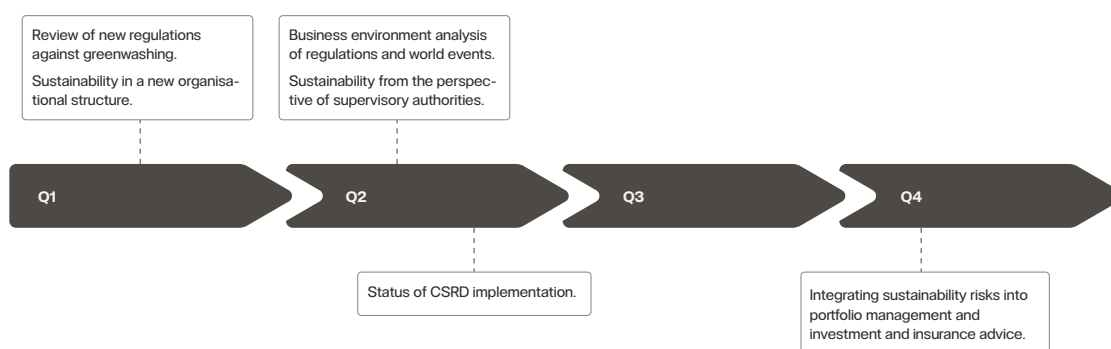 Review of new regulations
against greenwashing.
Sustainability in a new organisa-
tional structure.
Business environment analysis
of regulations and world events.
Sustainability from the perspec-
tive of supervisory authorities.
Q1
Q2
Q3
Q4
Status of CSRD implementation.
Integrating sustainability risks into
portfolio management and
investment and insurance advice.